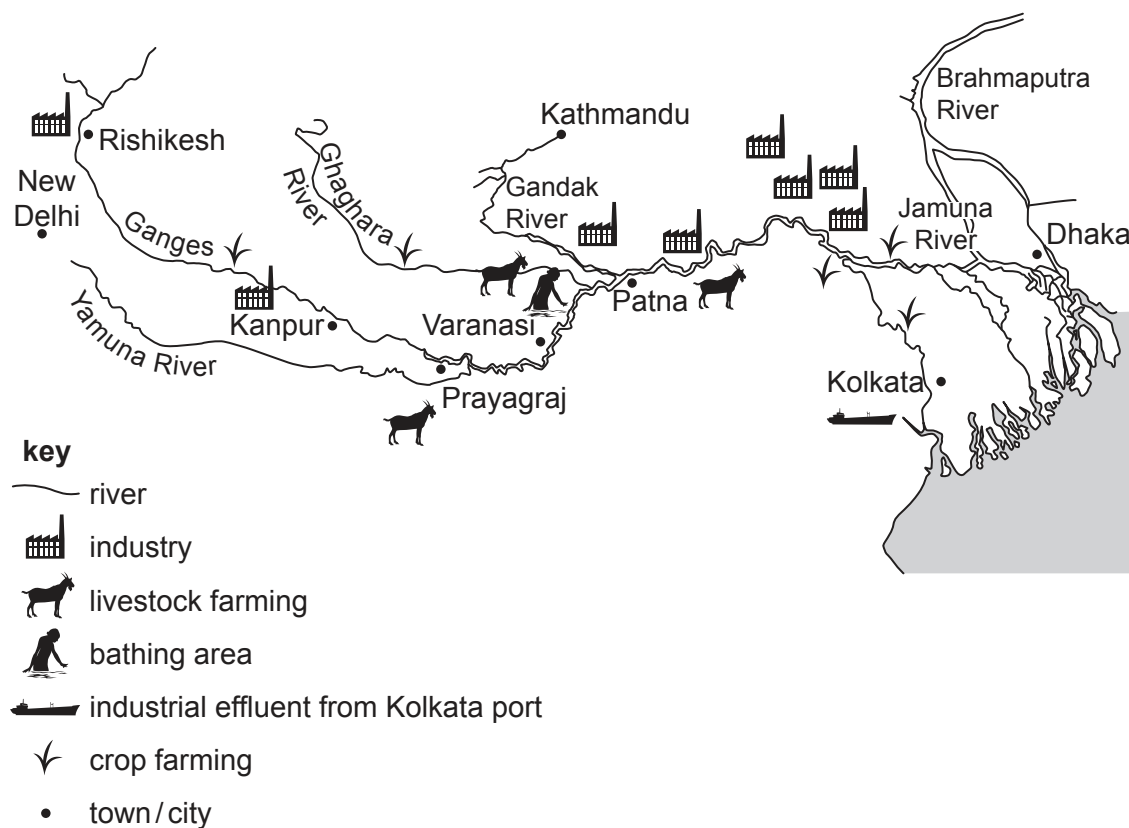 Brahmaputra
River
Kathmandu
Rishikesh
Ghaghara
River
New
Delhi
Gandak
River
Ganges
Jamuna
River
Dhaka
Patna
Yamuna River
Kanpur
Varanasi
Prayagraj
Kolkata
key
river
industry
livestock farming
bathing area
industrial effluent from Kolkata port
crop farming
town / city